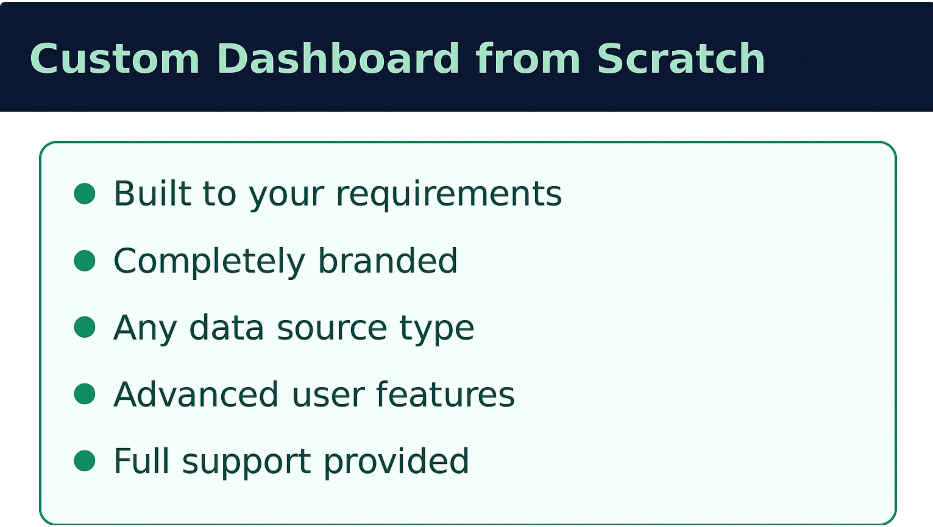 Custom Dashboard from Scratch
Built to your requirements
Completely branded
Any data source type
Advanced user features
Full support provided